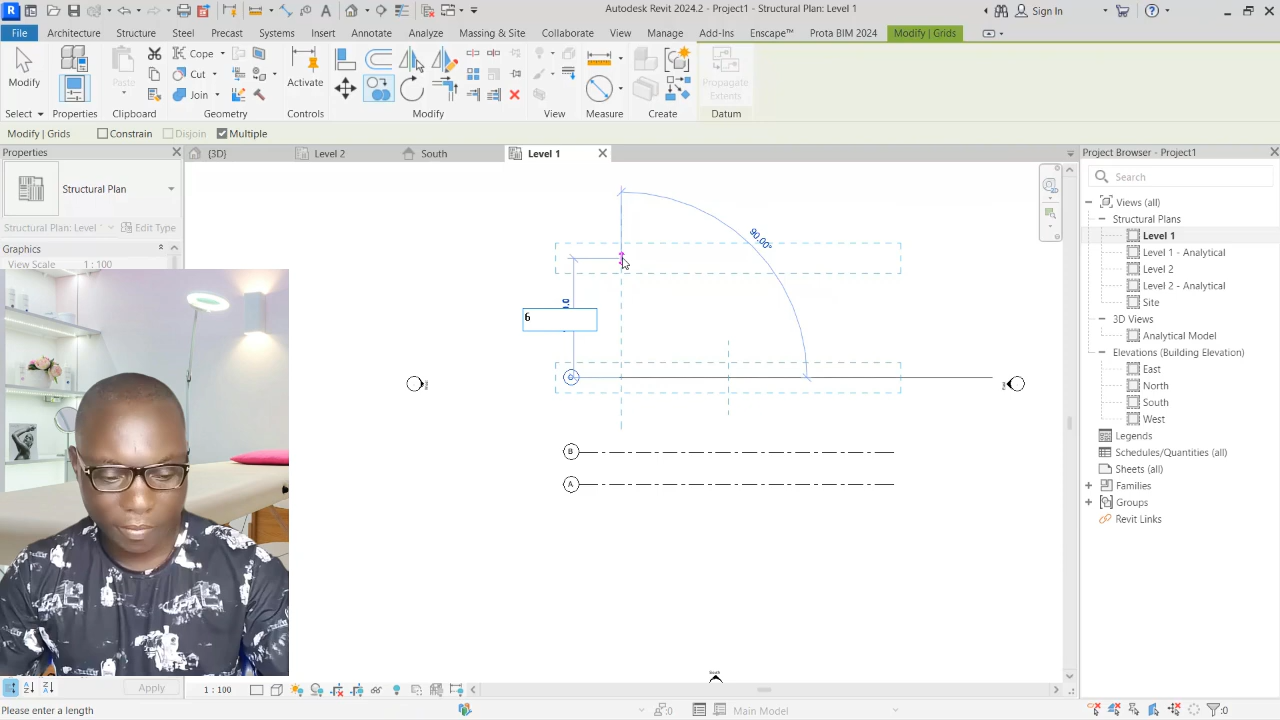 Autodesk Revit 2024.2 - Project1 - Structural Plan: Level 1
Sign In
File Architecture Structure Steel Precast Systems Insert Annotate Analyze Massing & Site Collaborate View Manage Add-Ins Enscape™ Prota BIM 2024 Modify | Grids
Modify
Paste
Cope
Cut
Join
Activate
Propagate
Extents
Select Properties Clipboard Geometry Controls Modify View Measure Create Datum
Modify | Grids Constrain Disjoin Multiple
Properties
{3D} Level 2 South Level 1
Project Browser - Project1
Structural Plan
Structural Plan: Level Edit Type
Graphics
View Scale 1 : 100
Search
Views (all)
Structural Plans
Level 1
Level 1 - Analytical
Level 2
Level 2 - Analytical
Site
3D Views
Analytical Model
Elevations (Building Elevation)
East
North
South
West
Legends
Schedules/Quantities (all)
Sheets (all)
Families
Groups
Revit Links
90.00°
6
C
B
A
South
Apply
1 : 100
Please enter a length
:0
Main Model
:0